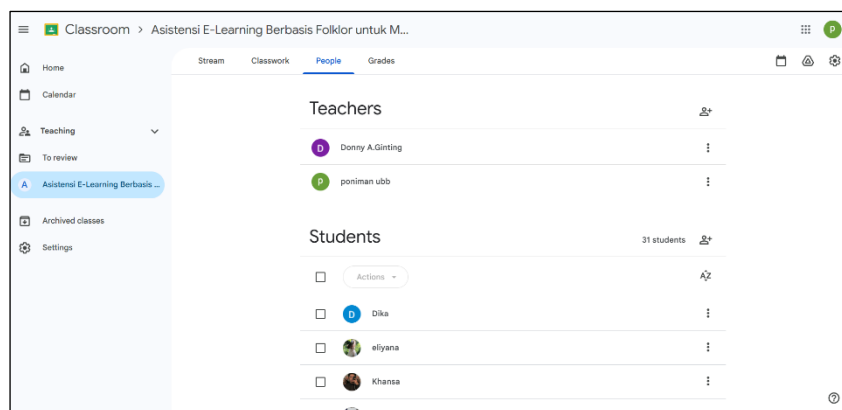 Classroom > Asistensi E-Learning Berbasis Folklor untuk M...
P
Home
Calendar
Teaching
To review
A Asistensi E-Learning Berbasis ...
Archived classes
Settings
Stream Classwork People Grades
Teachers
D Donny A.Ginting
P poniman ubb
Students 31 students
Actions AZ
D Dika
eliyana
Khansa